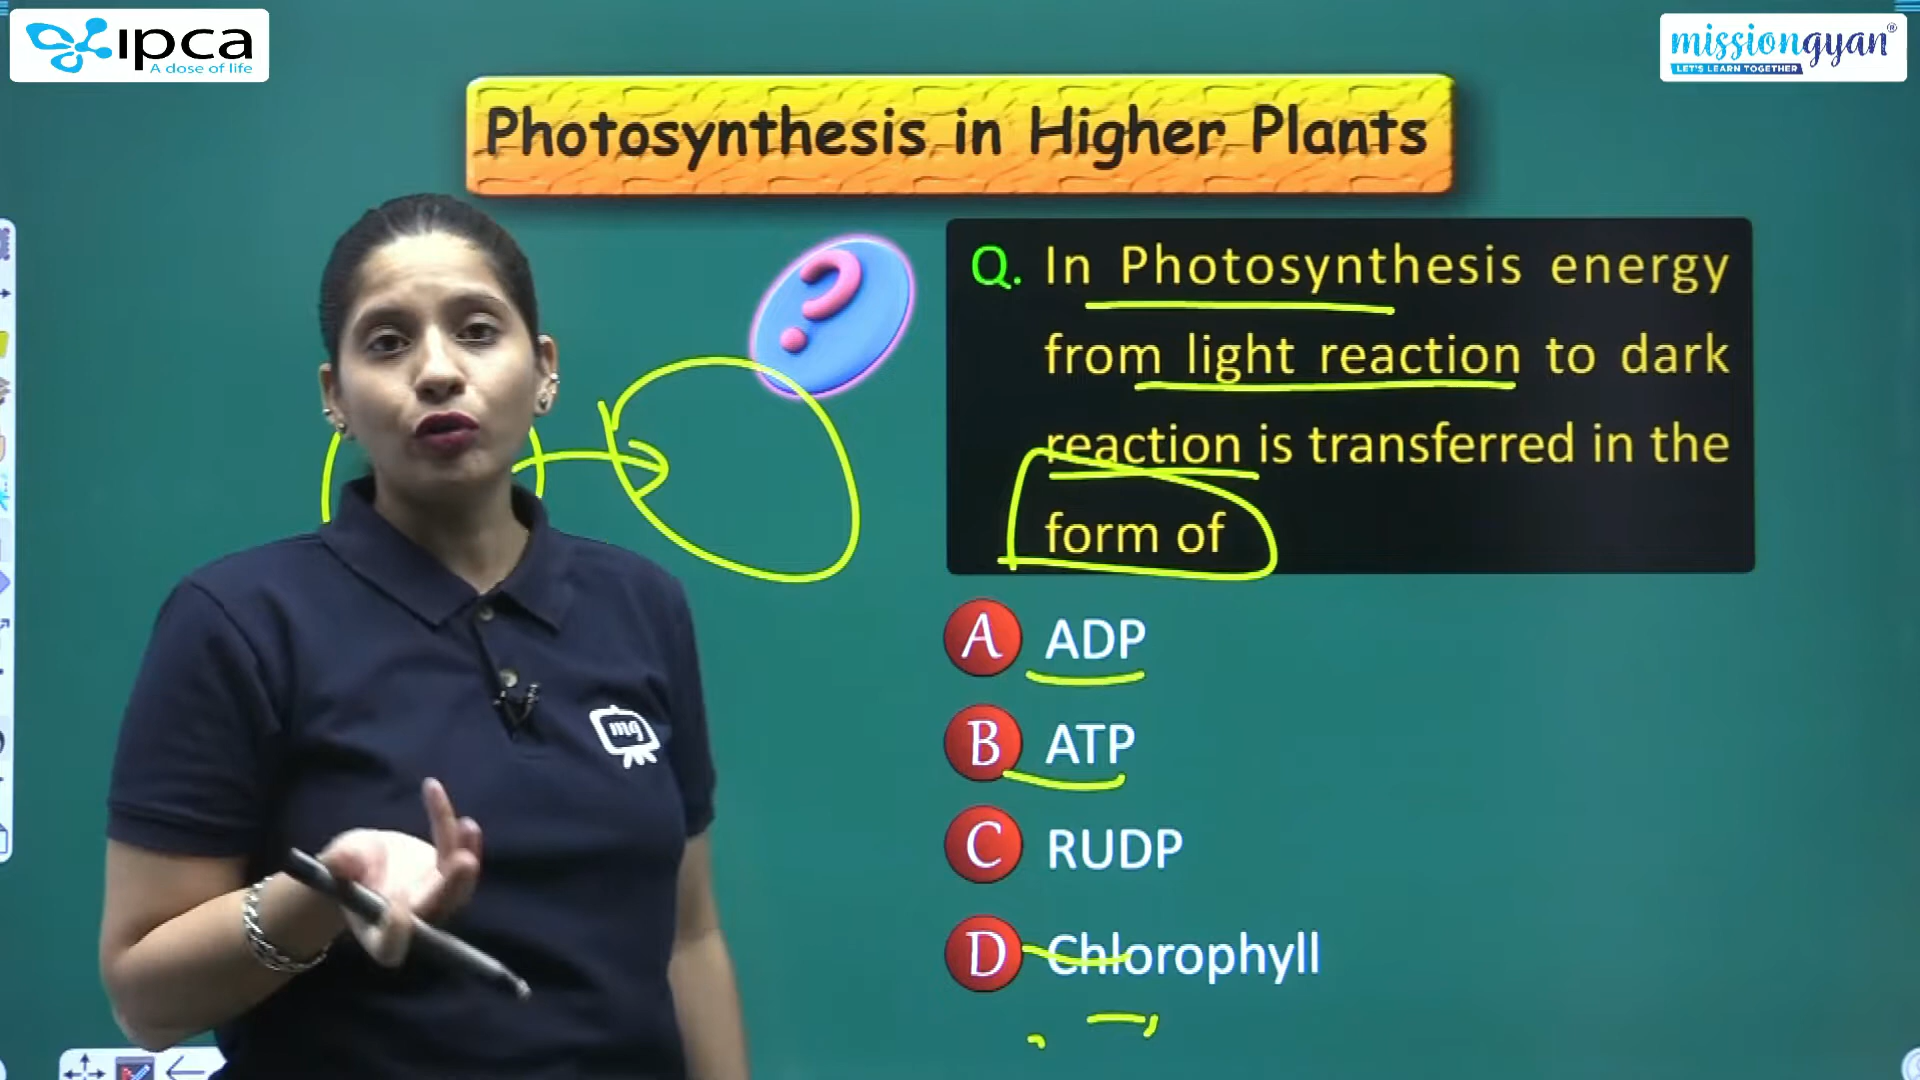 ipca
A dose of life
missiongyan®
LET'S LEARN TOGETHER
Photosynthesis in Higher Plants
Q. In Photosynthesis energy
from light reaction to dark
reaction is transferred in the
form of
A ADP
B ATP
C RUDP
D Chlorophyll
mg